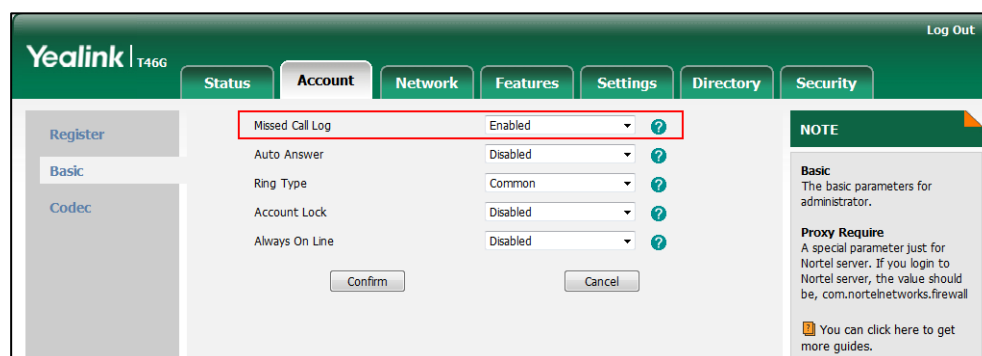 Log Out
Yealink T46G
Status Account Network Features Settings Directory Security
Register
Basic
Codec
Missed Call Log Enabled
Auto Answer Disabled
Ring Type Common
Account Lock Disabled
Always On Line Disabled
Confirm Cancel
NOTE
Basic
The basic parameters for
administrator.
Proxy Require
A special parameter just for
Nortel server. If you login to
Nortel server, the value should
be, com.nortelnetworks.firewall
You can click here to get
more guides.